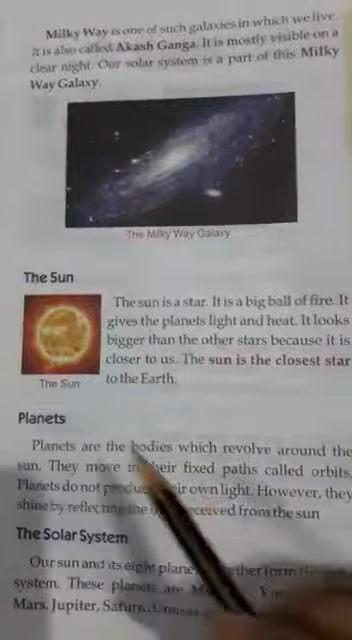 Milky Way is one of such galaxies in which we live.
It is also called Akash Ganga. It is mostly visible on a
clear night. Our solar system is a part of this Milky
Way Galaxy.
The Milky Way Galaxy
The Sun
The sun is a star. It is a big ball of fire. It
gives the planets light and heat. It looks
bigger than the other stars because it is
closer to us. The sun is the closest star
to the Earth.
The Sun
Planets
Planets are the bodies which revolve around the
sun. They move in their fixed paths called orbits.
Planets do not their own light. However, they
shine by reflecting the received from the sun
The Solar System
Our sun and its eight form
system. These planets are
Mars, Jupiter, Saturn,